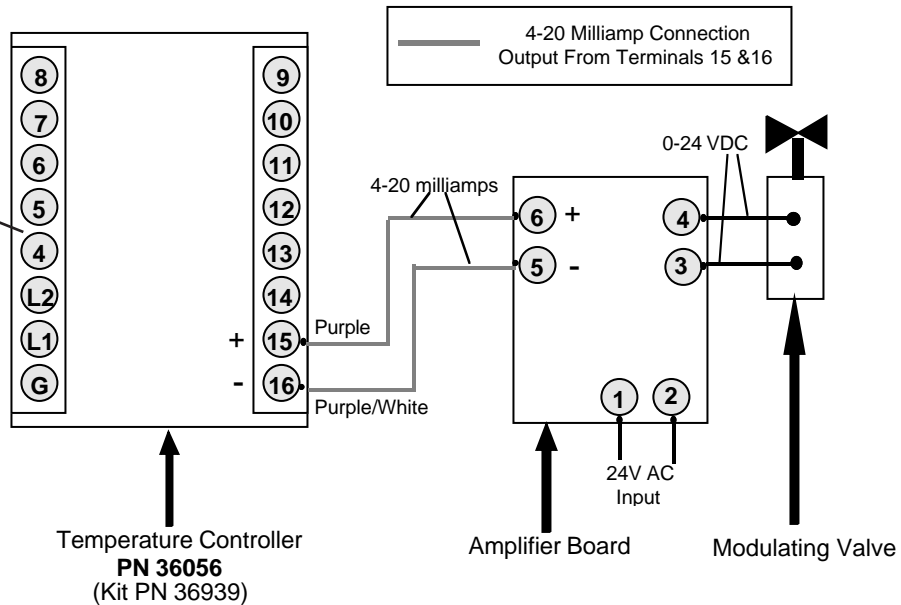 4-20 Milliamp Connection
Output From Terminals 15 &16
8
7
6
5
4
L2
L1
G
9
10
11
12
13
14
+ 15
- 16
Purple
Purple/White
4-20 milliamps
6 +
5 -
4
3
1
2
24V AC
Input
0-24 VDC
Temperature Controller
PN 36056
(Kit PN 36939)
Amplifier Board
Modulating Valve